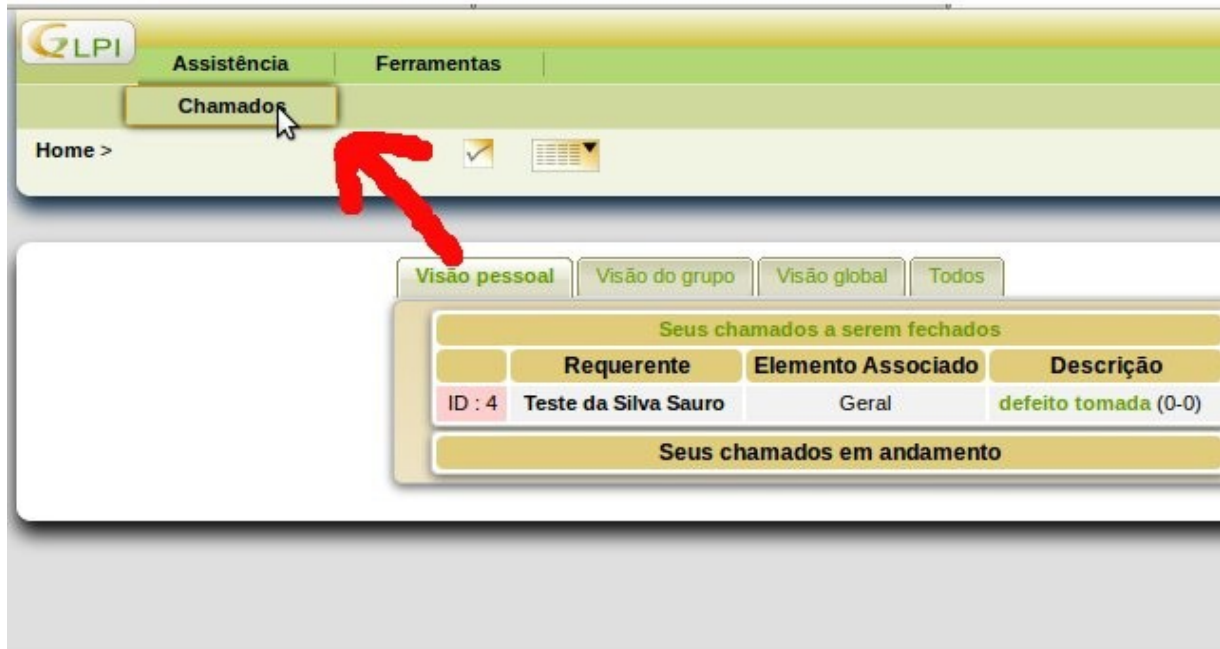 GLPI
Assistência Ferramentas
Chamados
Home >
Visão pessoal Visão do grupo Visão global Todos
Seus chamados a serem fechados
Requerente Elemento Associado Descrição
ID : 4 Teste da Silva Sauro Geral defeito tomada (0-0)
Seus chamados em andamento